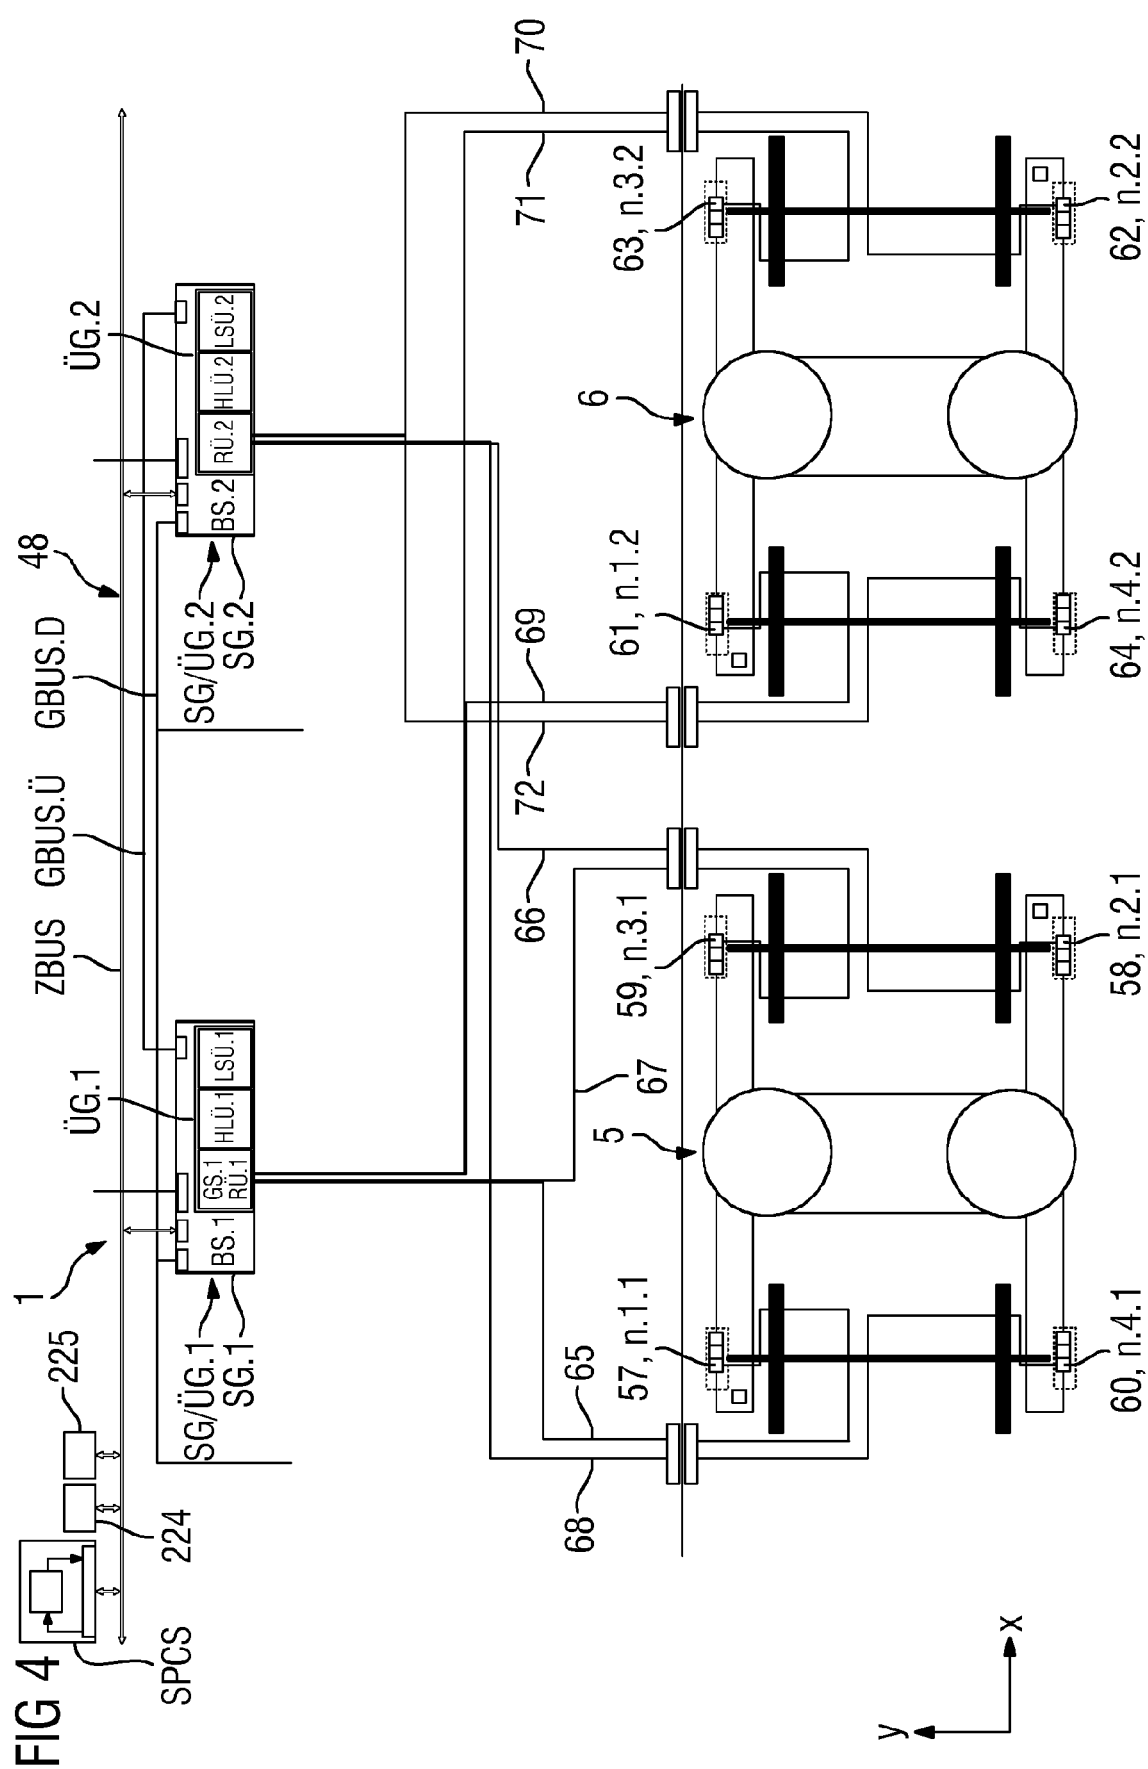 FIG 4
SPCS
224
225
1
ZBUS
GBUS.Ü
GBUS.D
48
ÜG.1
ÜG.2
SG/ÜG.1
SG.1
BS.1
GS.1
RÜ.1
HLÜ.1
LSÜ.1
SG/ÜG.2
SG.2
BS.2
RÜ.2
HLÜ.2
LSÜ.2
68
65
67
66
72
69
71
70
57, n.1.1
5
59, n.3.1
61, n.1.2
6
63, n.3.2
60, n.4.1
58, n.2.1
64, n.4.2
62, n.2.2
y
x